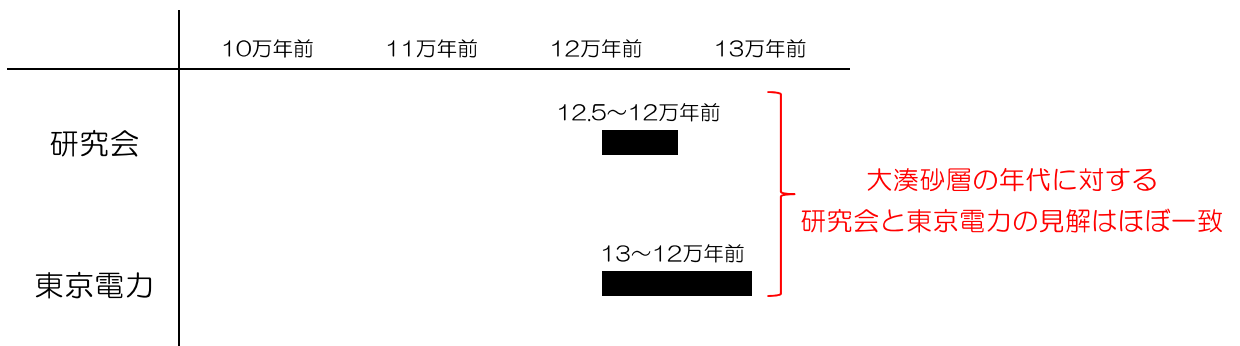 10万年前 11万年前 12万年前 13万年前
研究会
12.5～12万年前
東京電力
13～12万年前
大湊砂層の年代に対する
研究会と東京電力の見解はほぼ一致